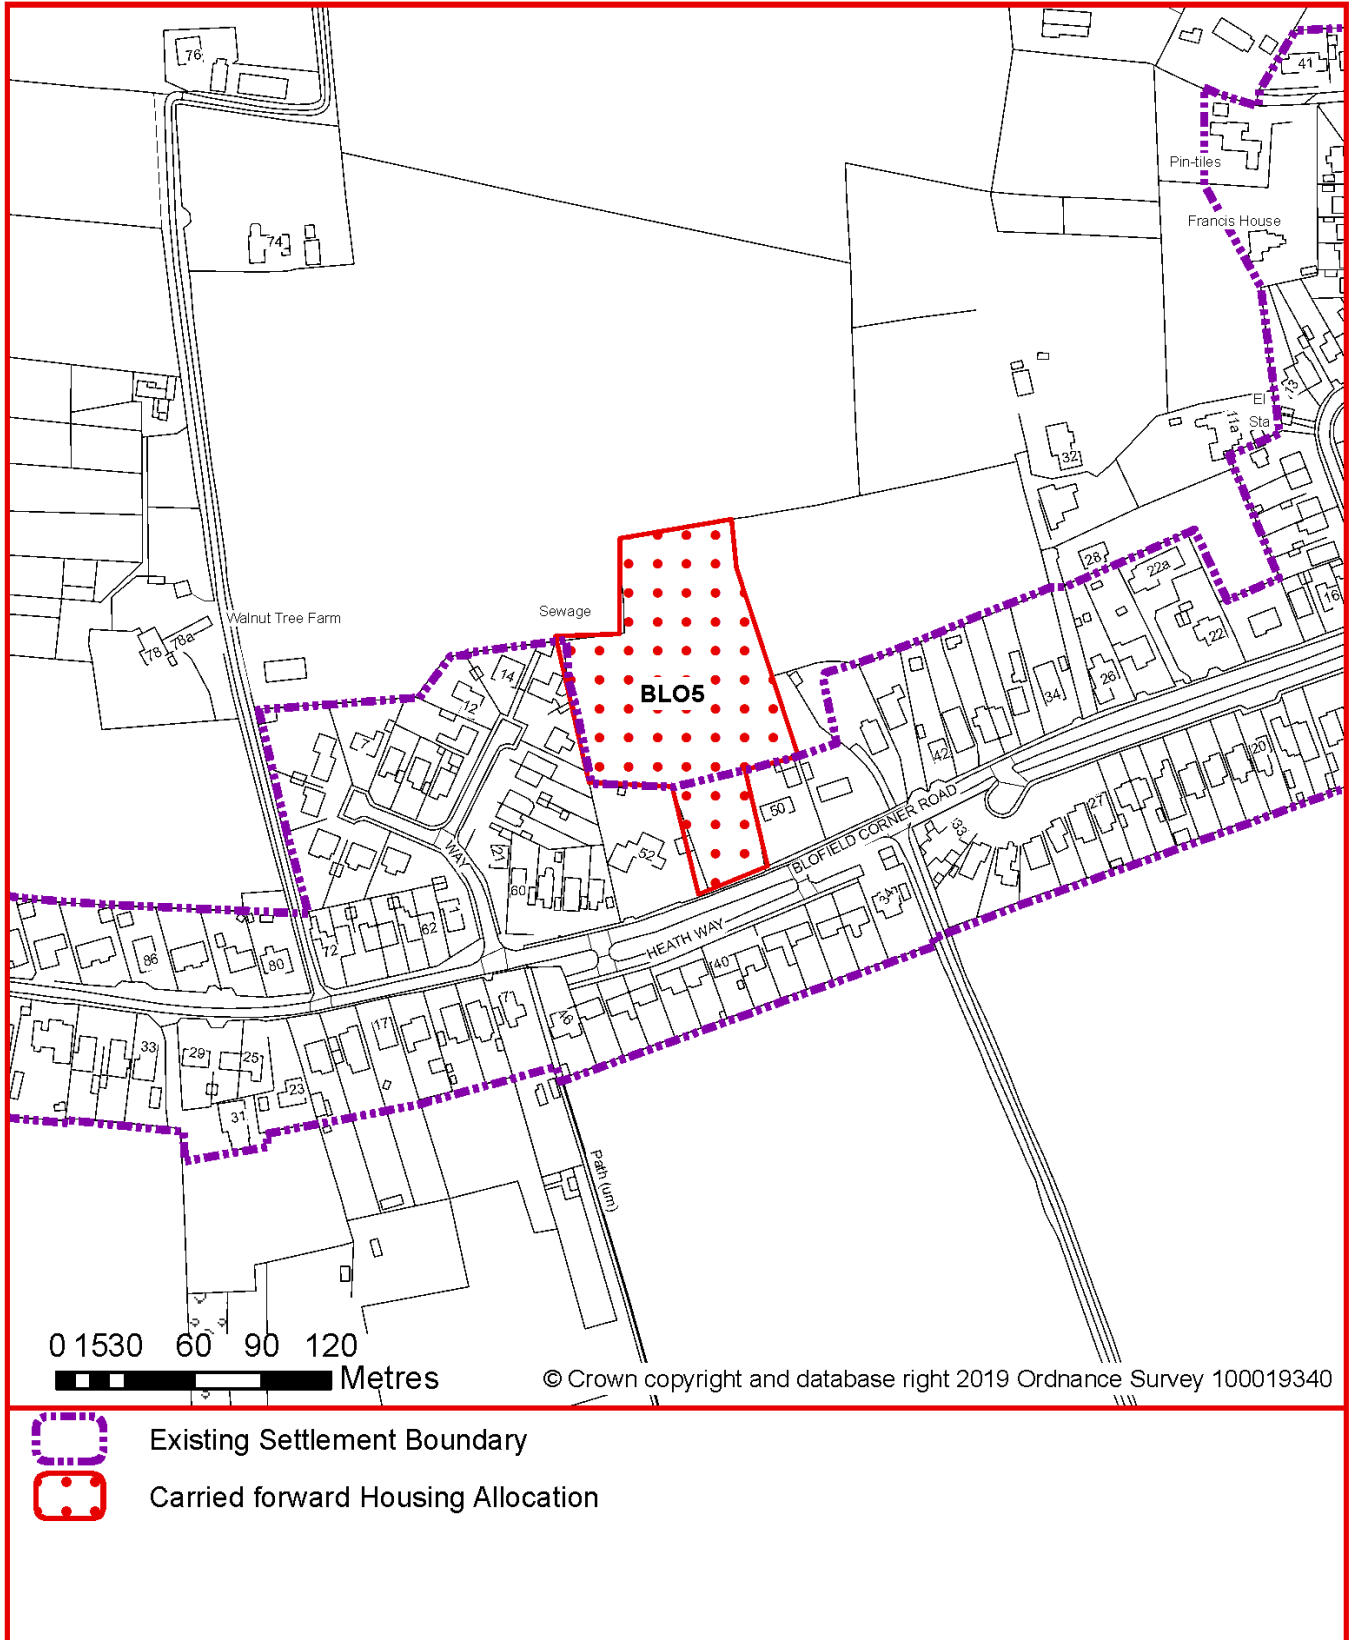 76
41
Pin-tiles
Francis House
74
13
El
Sta
11a
32
28
22a
16
22
Walnut Tree Farm
Sewage
78
78a
14
12
7
BLO5
34
26
42
20
50
27
BLOFIELD CORNER ROAD
33
WAY
21
52
60
34
11
62
72
HEATH WAY
40
86
80
7
46
17
33
29
25
23
31
Path (um)
0 1530 60 90 120
Metres
© Crown copyright and database right 2019 Ordnance Survey 100019340
Existing Settlement Boundary
Carried forward Housing Allocation